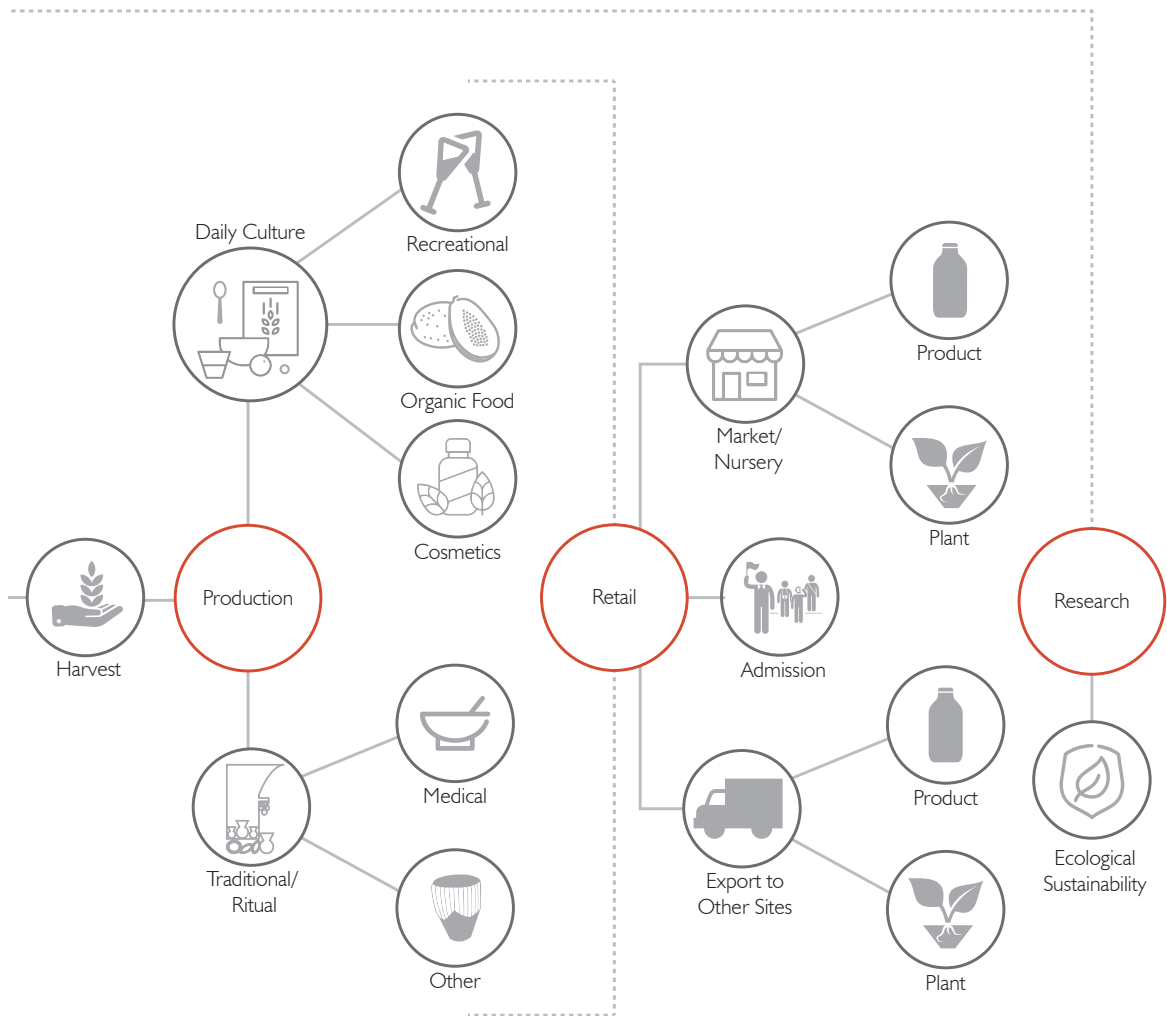 Daily Culture
Recreational
Organic Food
Cosmetics
Harvest
Production
Medical
Traditional/
Ritual
Other
Retail
Market/
Nursery
Product
Plant
Admission
Export to
Other Sites
Product
Plant
Research
Ecological
Sustainability